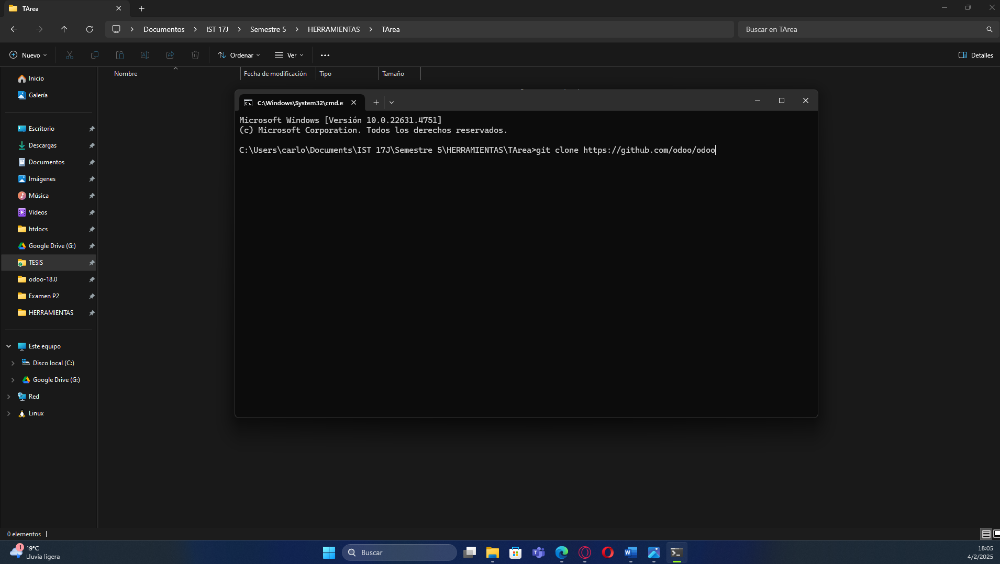 TArea
Documentos
IST 17J
Semestre 5
HERRAMIENTAS
TArea
Buscar en TArea
Nuevo
Ordenar
Ver
Detalles
Nombre
Fecha de modificación
Tipo
Tamaño
Inicio
Galería
Escritorio
Descargas
Documentos
Imágenes
Música
Vídeos
htdocs
Google Drive (G:)
TESIS
odoo-18.0
Examen P2
HERRAMIENTAS
Este equipo
Disco local (C:)
Google Drive (G:)
Red
Linux
C:\Windows\System32\cmd.e
Microsoft Windows [Versión 10.0.22631.4751]
(c) Microsoft Corporation. Todos los derechos reservados.
C:\Users\carlo\Documents\IST 17J\Semestre 5\HERRAMIENTAS\TArea>git clone https://github.com/odoo/odoo
0 elementos
1
19°C
Lluvia ligera
Buscar
18:05
4/2/2025